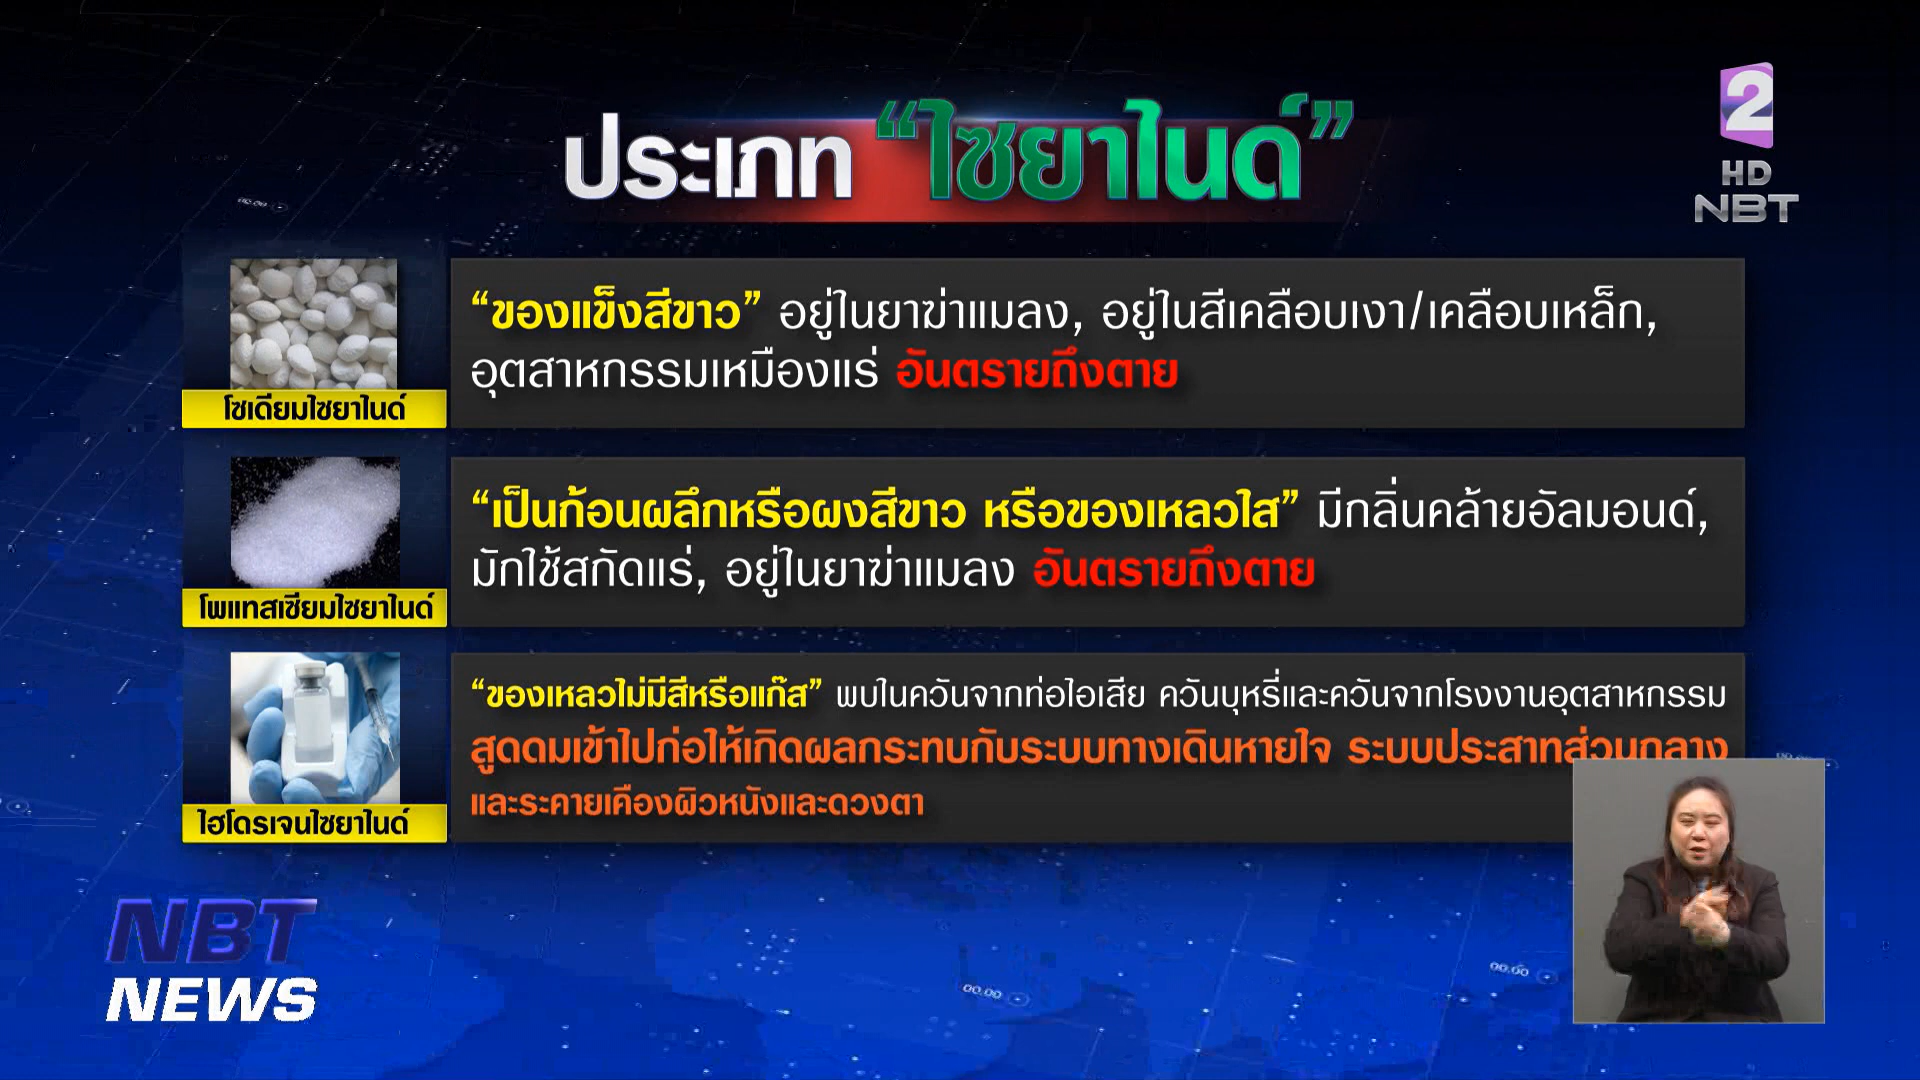 ประเภท “ไซยาไนด์”
2
HD
NBT
“ของแข็งสีขาว” อยู่ในยาฆ่าแมลง, อยู่ในสีเคลือบเงา/เคลือบเหล็ก,
อุตสาหกรรมเหมืองแร่ อันตรายถึงตาย
โซเดียมไซยาไนด์
“เป็นก้อนผลึกหรือผงสีขาว หรือของเหลวใส” มีกลิ่นคล้ายอัลมอนด์,
มักใช้สกัดแร่, อยู่ในยาฆ่าแมลง อันตรายถึงตาย
โพแทสเซียมไซยาไนด์
“ของเหลวไม่มีสีหรือแก๊ส” พบในควันจากท่อไอเสีย ควันบุหรี่และควันจากโรงงานอุตสาหกรรม
สูดดมเข้าไปก่อให้เกิดผลกระทบกับระบบทางเดินหายใจ ระบบประสาทส่วนกลาง
และระคายเคืองผิวหนังและดวงตา
ไฮโดรเจนไซยาไนด์
NBT
NEWS
00.00
00.00